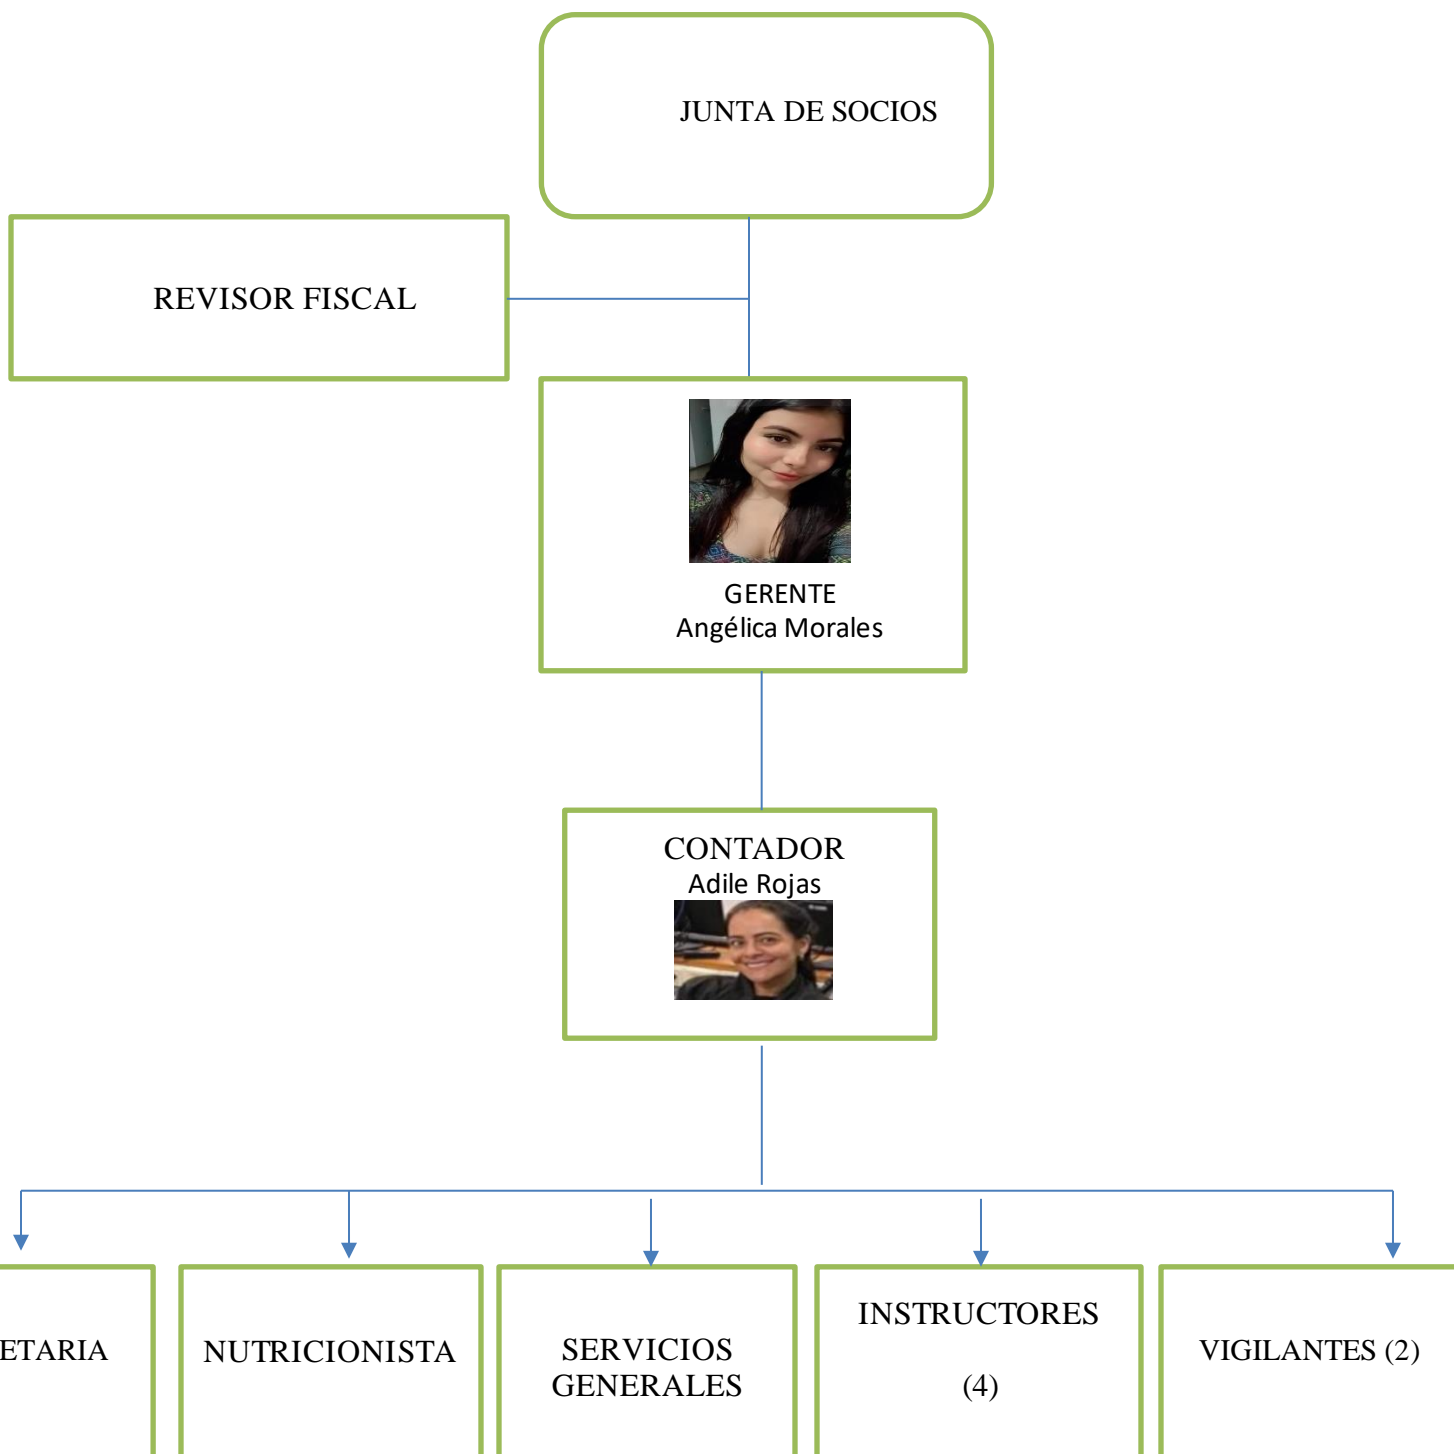 JUNTA DE SOCIOS
REVISOR FISCAL
GERENTE
Angélica Morales
CONTADOR
Adile Rojas
ETARIA
NUTRICIONISTA
SERVICIOS
GENERALES
INSTRUCTORES
(4)
VIGILANTES (2)